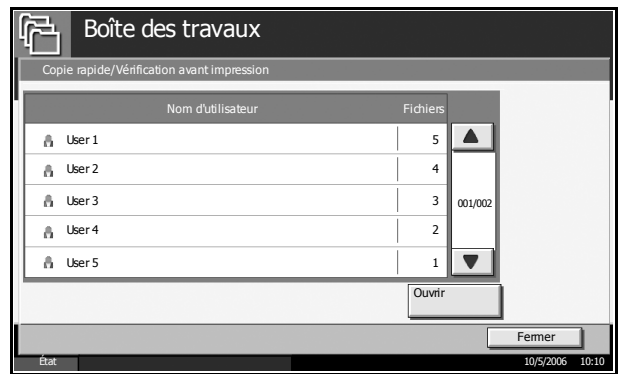 Boîte des travaux
Copie rapide/Vérification avant impression
Nom d'utilisateur Fichiers
User 1 5
User 2 4
User 3 3
001/002
User 4 2
User 5 1
Ouvrir
Fermer
État 10/5/2006 10:10